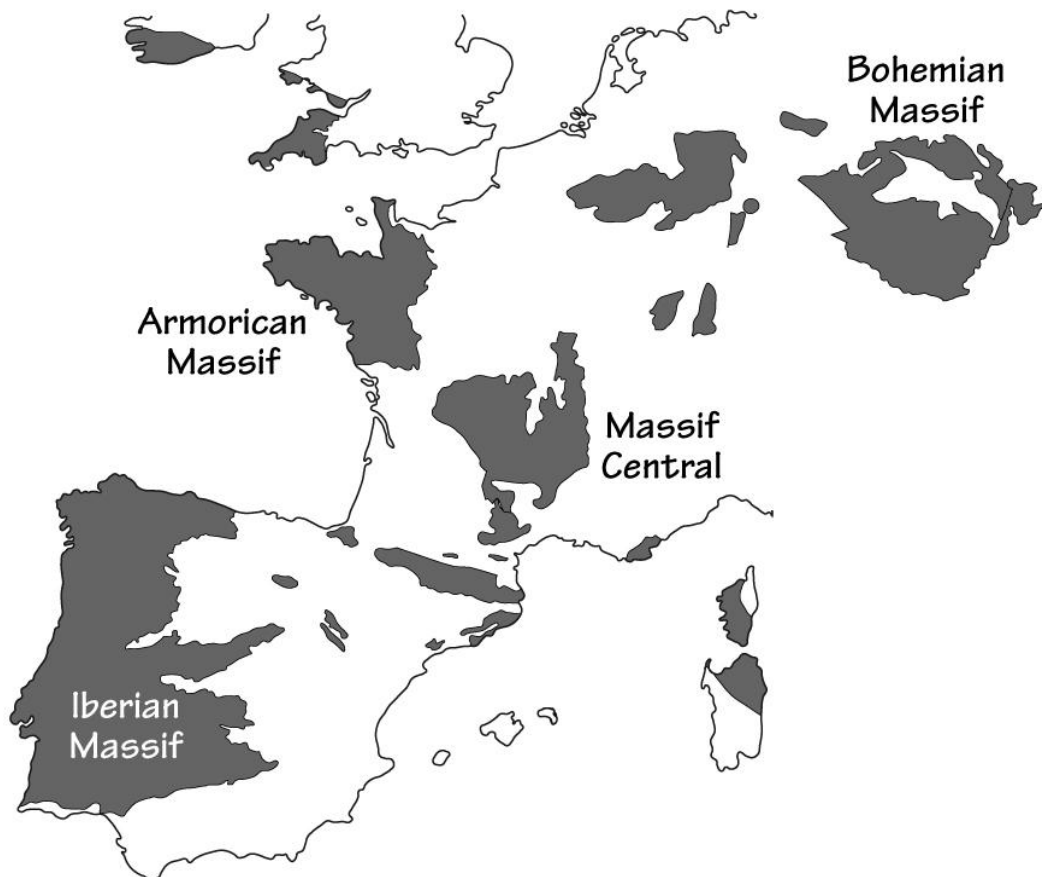 Bohemian
Massif
Armorican
Massif
Massif
Central
Iberian
Massif